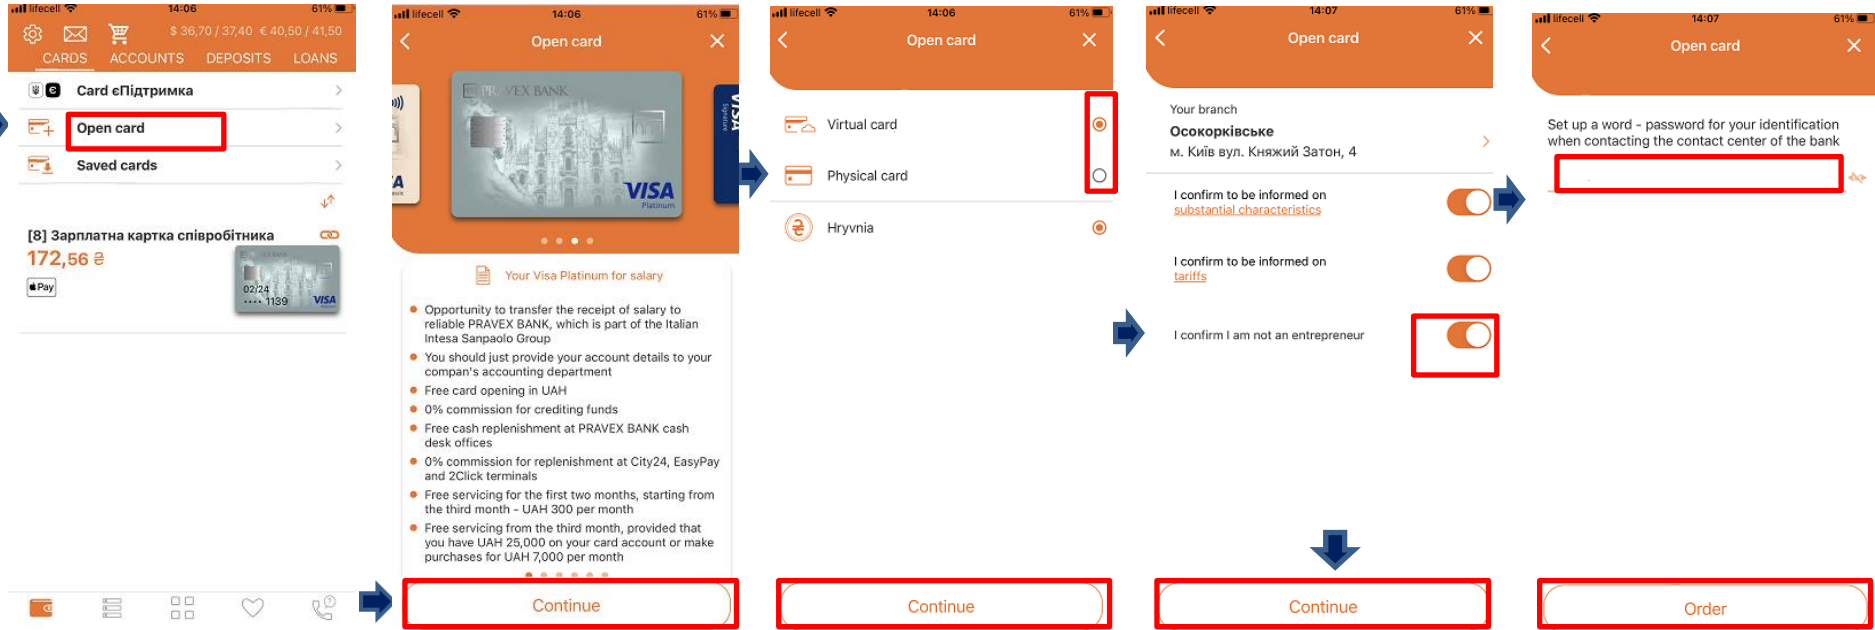 lifecell 14:06 61%
$ 36,70 / 37,40 € 40,50 / 41,50
CARDS ACCOUNTS DEPOSITS LOANS
Card єПідтримка
Open card
Saved cards
[8] Зарплатна картка співробітника
172,56 ₴
Pay
PRAVEX BANK
02/24
•••• 1139 VISA
lifecell 14:06 61%
Open card
PRAVEX BANK
VISA
Platinum
VISA
Signature
Your Visa Platinum for salary
Opportunity to transfer the receipt of salary to
reliable PRAVEX BANK, which is part of the Italian
Intesa Sanpaolo Group
You should just provide your account details to your
compan's accounting department
Free card opening in UAH
0% commission for crediting funds
Free cash replenishment at PRAVEX BANK cash
desk offices
0% commission for replenishment at City24, EasyPay
and 2Click terminals
Free servicing for the first two months, starting from
the third month - UAH 300 per month
Free servicing from the third month, provided that
you have UAH 25,000 on your card account or make
purchases for UAH 7,000 per month
Continue
lifecell 14:06 61%
Open card
Virtual card
Physical card
₴ Hryvnia
Continue
lifecell 14:07 61%
Open card
Your branch
Осокорківське
м. Київ вул. Княжий Затон, 4
I confirm to be informed on
substantial characteristics
I confirm to be informed on
tariffs
I confirm I am not an entrepreneur
Continue
lifecell 14:07 61%
Open card
Set up a word - password for your identification
when contacting the contact center of the bank
Order